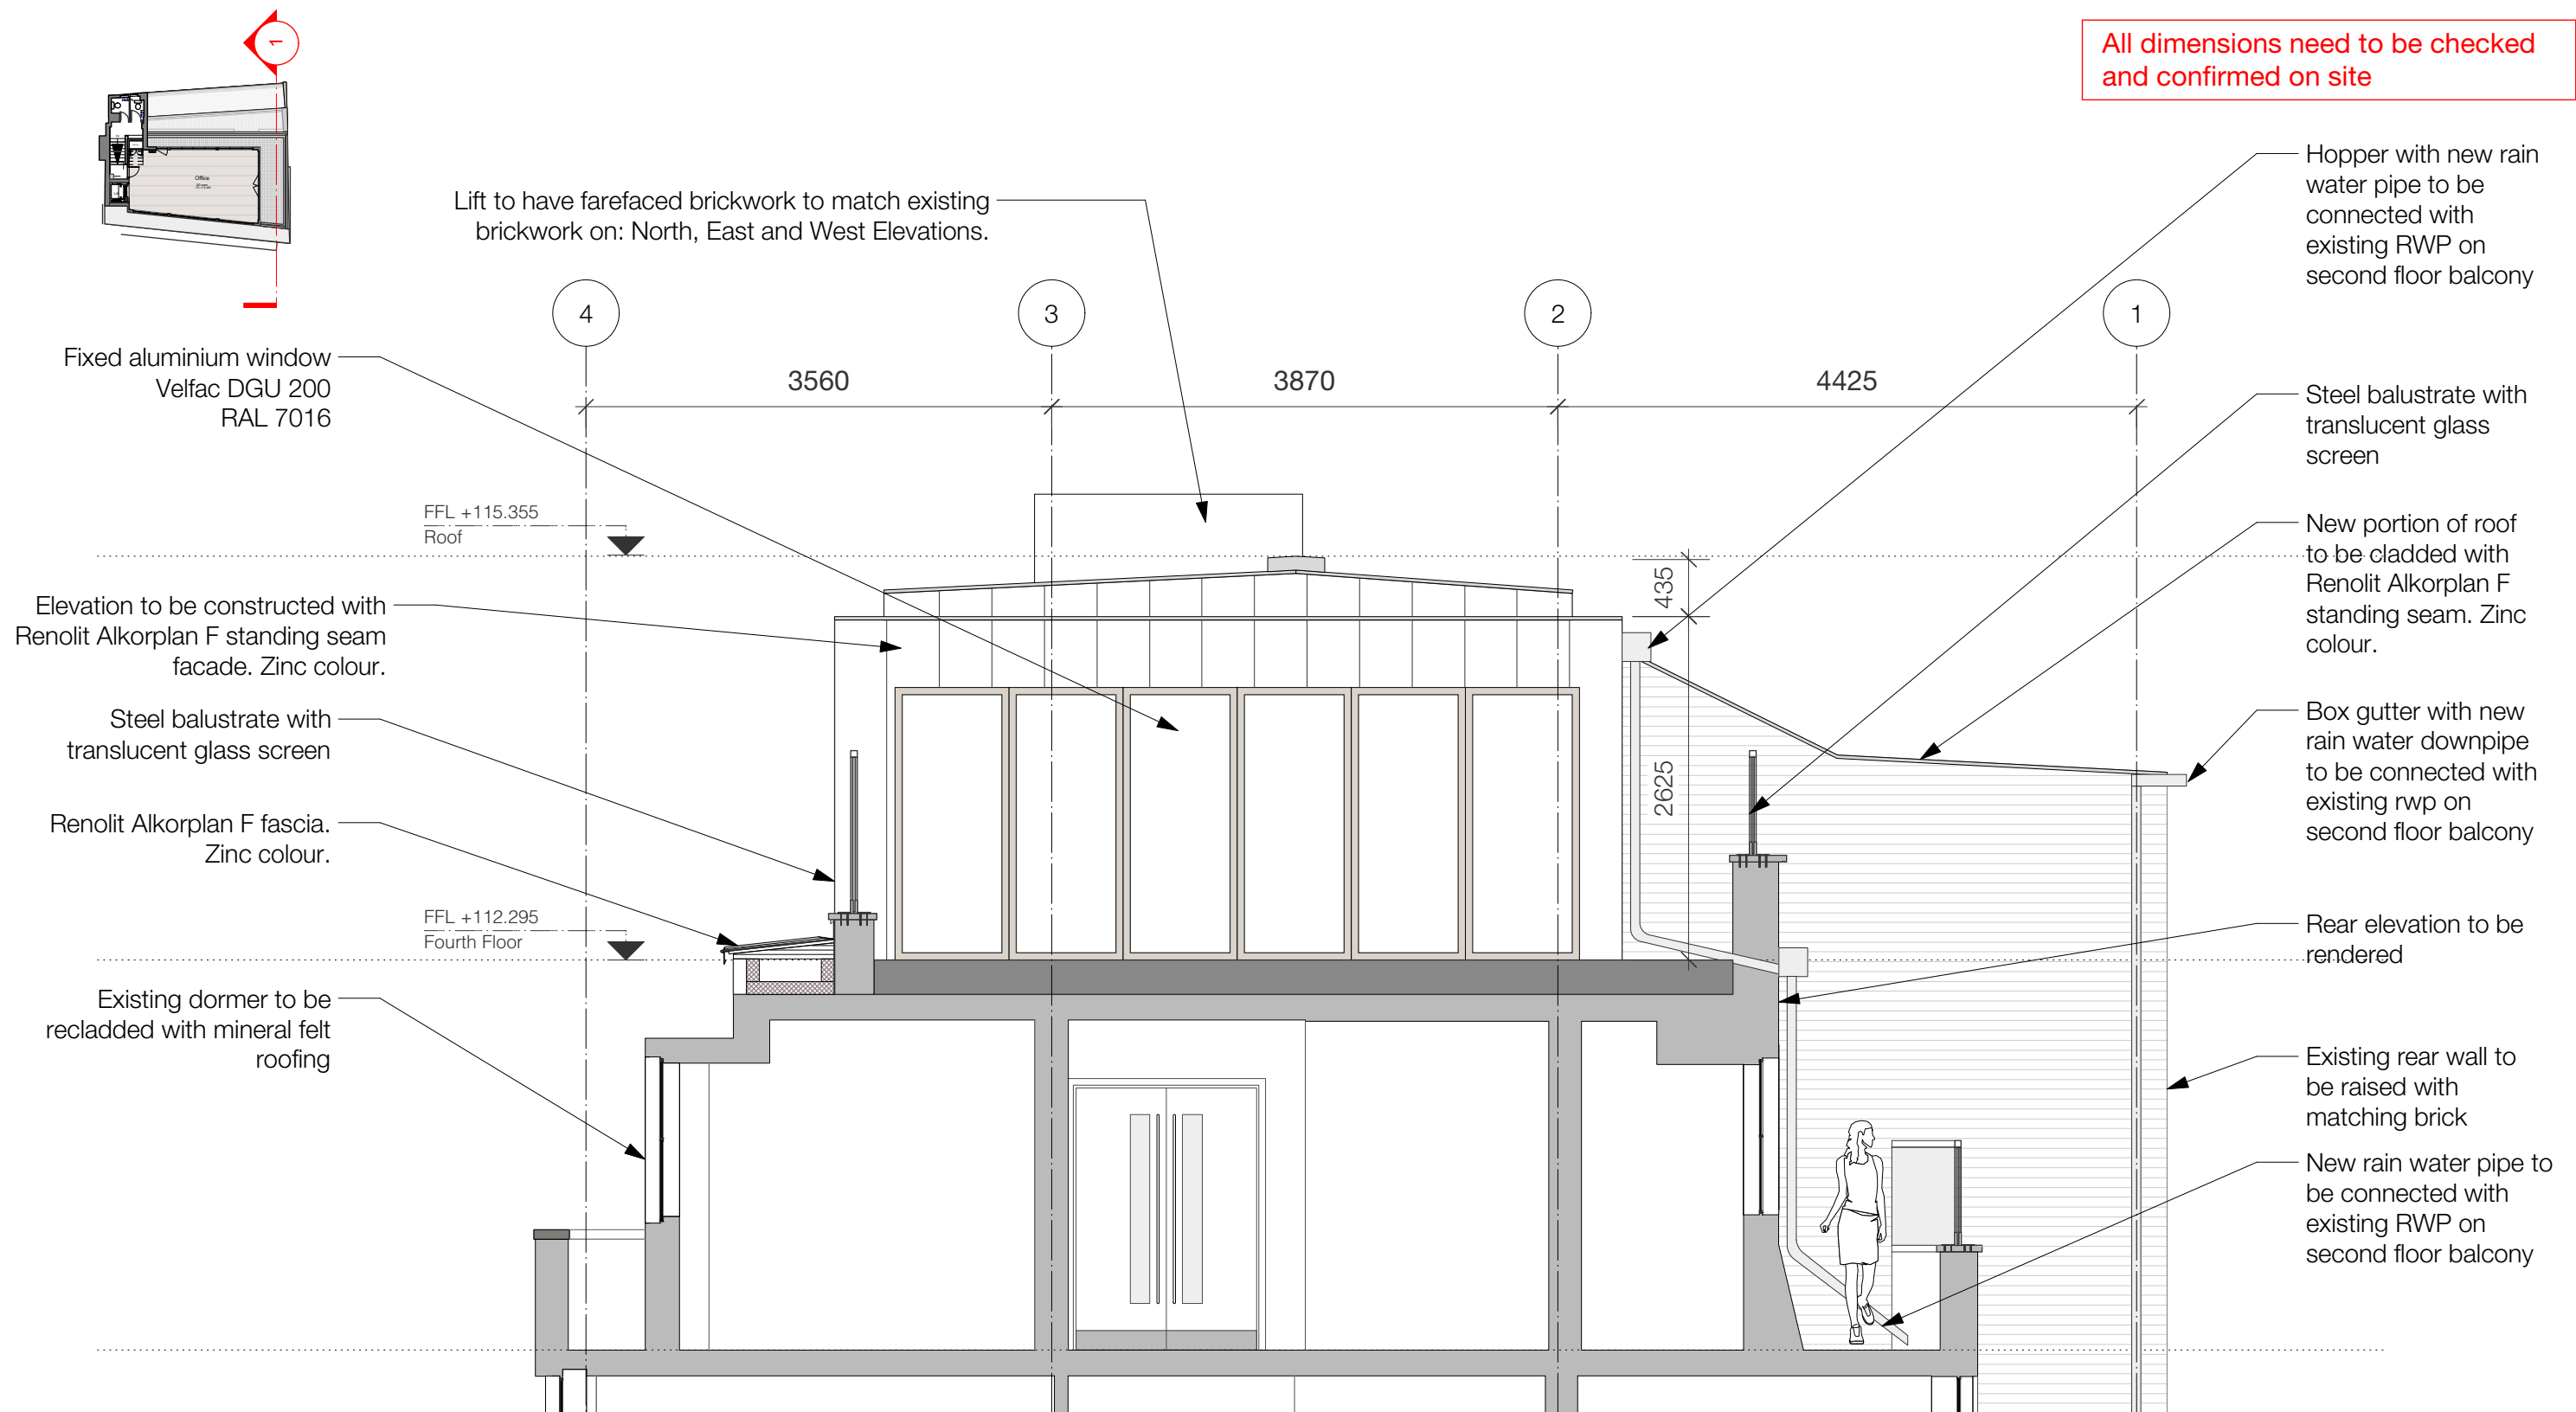 1
All dimensions need to be checked
and confirmed on site
Office
Hopper with new rain
water pipe to be
connected with
existing RWP on
second floor balcony
Lift to have farefaced brickwork to match existing
brickwork on: North, East and West Elevations.
4
3
2
1
Fixed aluminium window
Velfac DGU 200
RAL 7016
3560
3870
4425
Steel balustrate with
translucent glass
screen
FFL +115.355
Roof
New portion of roof
to be cladded with
Renolit Alkorplan F
standing seam. Zinc
colour.
435
Elevation to be constructed with
Renolit Alkorplan F standing seam
facade. Zinc colour.
Steel balustrate with
translucent glass screen
Box gutter with new
rain water downpipe
to be connected with
existing rwp on
second floor balcony
2625
Renolit Alkorplan F fascia.
Zinc colour.
FFL +112.295
Fourth Floor
Rear elevation to be
rendered
Existing dormer to be
recladded with mineral felt
roofing
Existing rear wall to
be raised with
matching brick
New rain water pipe to
be connected with
existing RWP on
second floor balcony